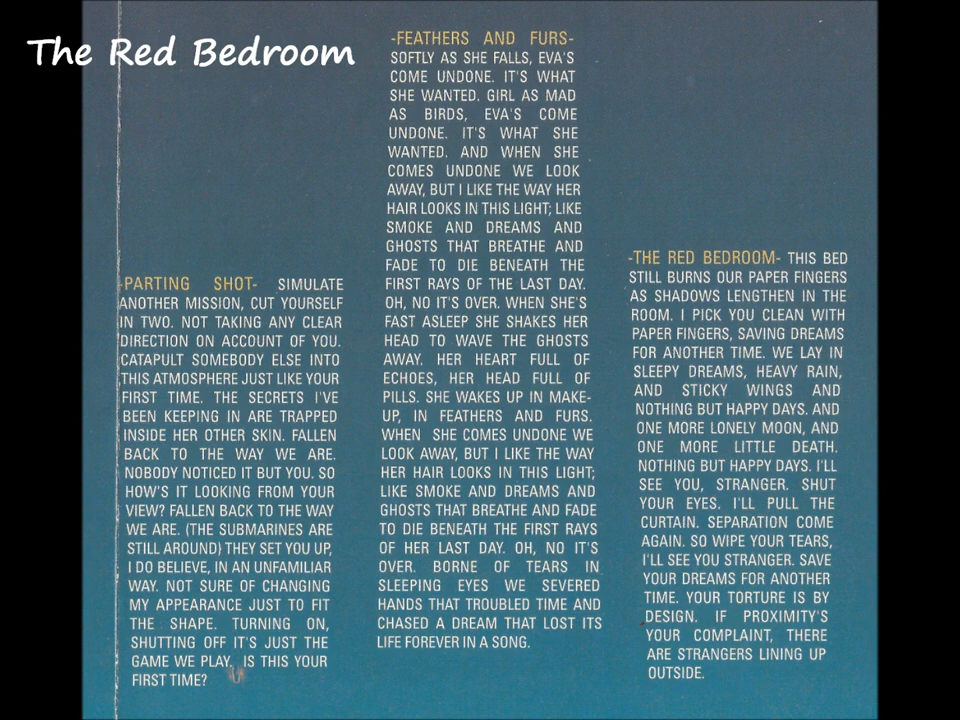 The Red Bedroom
-PARTING SHOT- SIMULATE
ANOTHER MISSION, CUT YOURSELF
IN TWO. NOT TAKING ANY CLEAR
DIRECTION ON ACCOUNT OF YOU.
CATAPULT SOMEBODY ELSE INTO
THIS ATMOSPHERE JUST LIKE YOUR
FIRST TIME. THE SECRETS I'VE
BEEN KEEPING IN ARE TRAPPED
INSIDE HER OTHER SKIN. FALLEN
BACK TO THE WAY WE ARE.
NOBODY NOTICED IT BUT YOU. SO
HOW'S IT LOOKING FROM YOUR
VIEW? FALLEN BACK TO THE WAY
WE ARE. (THE SUBMARINES ARE
STILL AROUND) THEY SET YOU UP,
I DO BELIEVE, IN AN UNFAMILIAR
WAY. NOT SURE OF CHANGING
MY APPEARANCE JUST TO FIT
THE SHAPE. TURNING ON,
SHUTTING OFF IT'S JUST THE
GAME WE PLAY. IS THIS YOUR
FIRST TIME?
-FEATHERS AND FURS-
SOFTLY AS SHE FALLS, EVA'S
COME UNDONE. IT'S WHAT
SHE WANTED. GIRL AS MAD
AS BIRDS, EVA'S COME
UNDONE. IT'S WHAT SHE
WANTED. AND WHEN SHE
COMES UNDONE WE LOOK
AWAY, BUT I LIKE THE WAY HER
HAIR LOOKS IN THIS LIGHT; LIKE
SMOKE AND DREAMS AND
GHOSTS THAT BREATHE AND
FADE TO DIE BENEATH THE
FIRST RAYS OF THE LAST DAY.
OH, NO IT'S OVER. WHEN SHE'S
FAST ASLEEP SHE SHAKES HER
HEAD TO WAVE THE GHOSTS
AWAY. HER HEART FULL OF
ECHOES, HER HEAD FULL OF
PILLS. SHE WAKES UP IN MAKE-
UP, IN FEATHERS AND FURS.
WHEN SHE COMES UNDONE WE
LOOK AWAY, BUT I LIKE THE WAY
HER HAIR LOOKS IN THIS LIGHT;
LIKE SMOKE AND DREAMS AND
GHOSTS THAT BREATHE AND FADE
TO DIE BENEATH THE FIRST RAYS
OF HER LAST DAY. OH, NO IT'S
OVER. BORNE OF TEARS IN
SLEEPING EYES WE SEVERED
HANDS THAT TROUBLED TIME AND
CHASED A DREAM THAT LOST ITS
LIFE FOREVER IN A SONG.
-THE RED BEDROOM- THIS BED
STILL BURNS OUR PAPER FINGERS
AS SHADOWS LENGTHEN IN THE
ROOM. I PICK YOU CLEAN WITH
PAPER FINGERS, SAVING DREAMS
FOR ANOTHER TIME. WE LAY IN
SLEEPY DREAMS, HEAVY RAIN,
AND STICKY WINGS AND
NOTHING BUT HAPPY DAYS. AND
ONE MORE LONELY MOON, AND
ONE MORE LITTLE DEATH.
NOTHING BUT HAPPY DAYS. I'LL
SEE YOU, STRANGER. SHUT
YOUR EYES. I'LL PULL THE
CURTAIN. SEPARATION COME
AGAIN. SO WIPE YOUR TEARS,
I'LL SEE YOU STRANGER. SAVE
YOUR DREAMS FOR ANOTHER
TIME. YOUR TORTURE IS BY
DESIGN. IF PROXIMITY'S
YOUR COMPLAINT, THERE
ARE STRANGERS LINING UP
OUTSIDE.